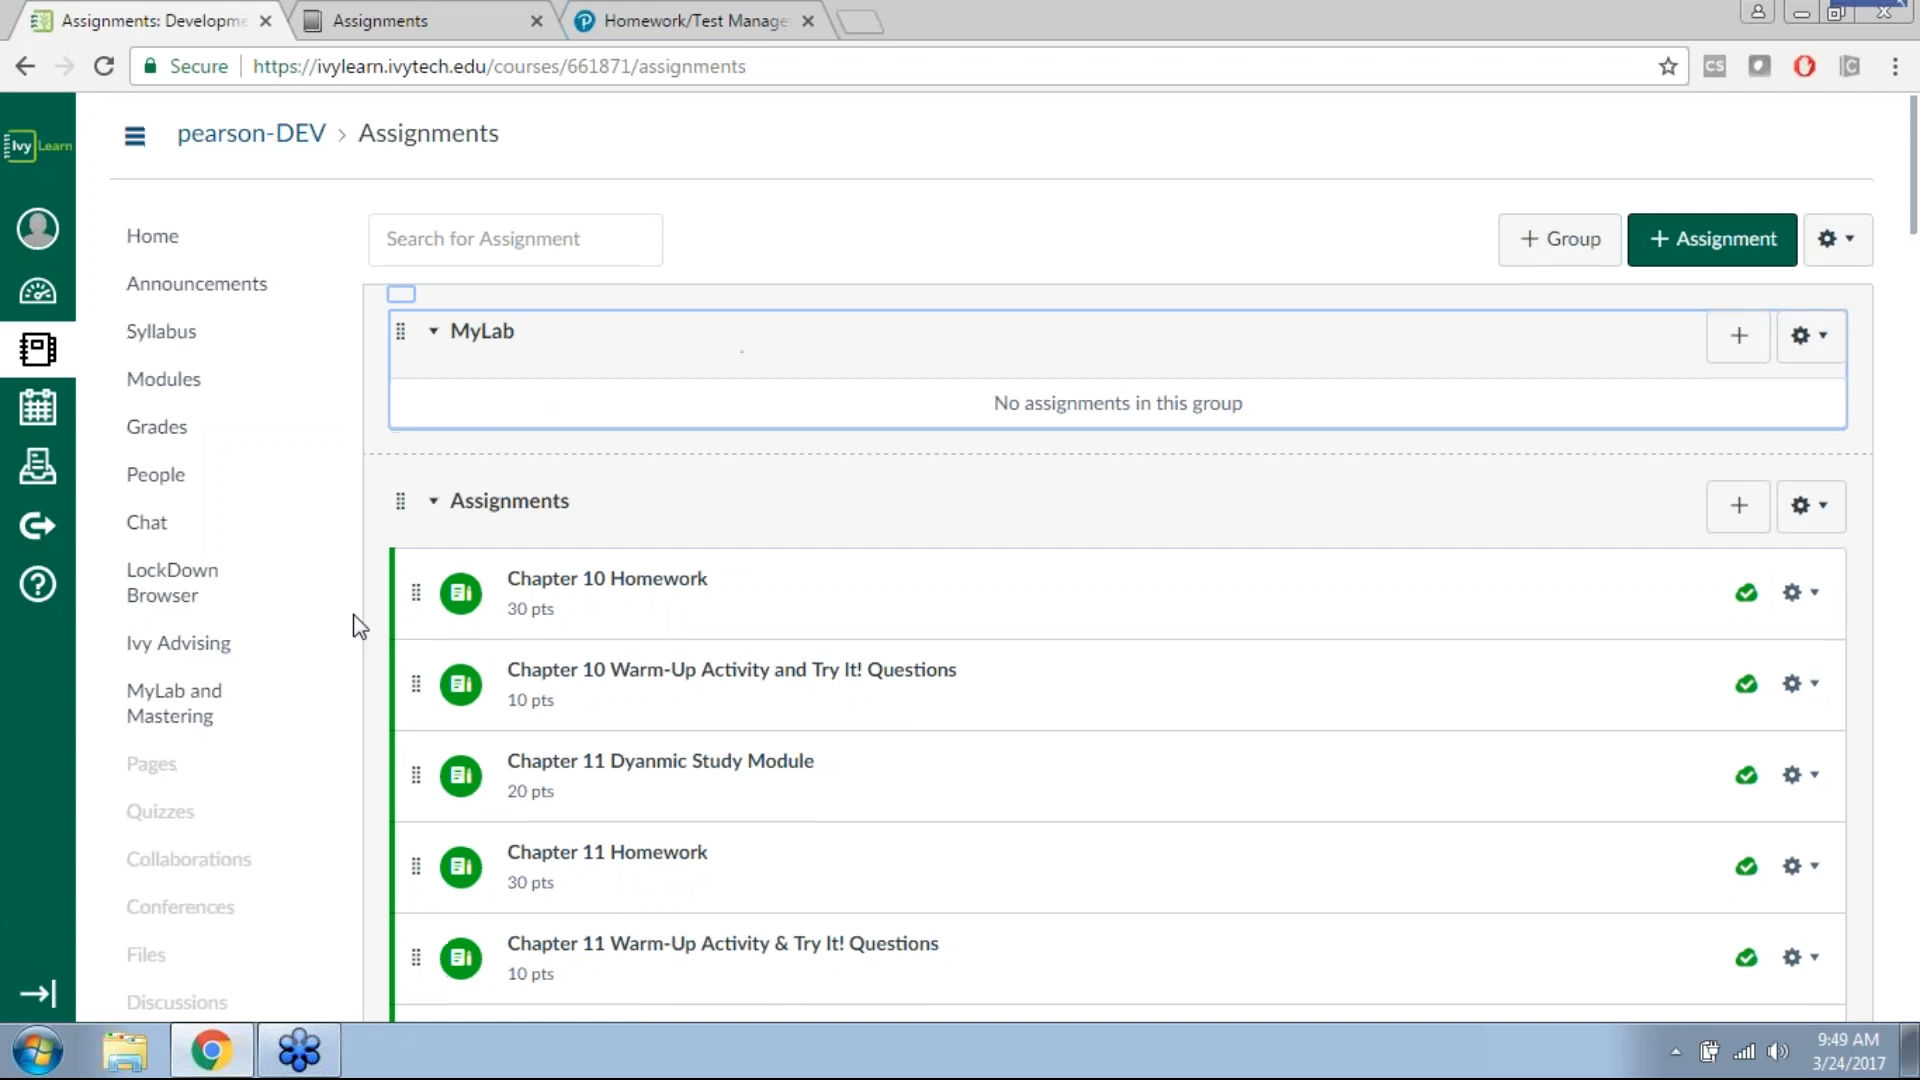 Assignments: Developme
Assignments
Homework/Test Manage
Secure
https://ivylearn.ivytech.edu/courses/661871/assignments
CS
Ivy Learn
pearson-DEV > Assignments
Home
Announcements
Syllabus
Modules
Grades
People
Chat
LockDown
Browser
Ivy Advising
MyLab and
Mastering
Pages
Quizzes
Collaborations
Conferences
Files
Discussions
Search for Assignment
+ Group
+ Assignment
MyLab
No assignments in this group
Assignments
Chapter 10 Homework
30 pts
Chapter 10 Warm-Up Activity and Try It! Questions
10 pts
Chapter 11 Dyanmic Study Module
20 pts
Chapter 11 Homework
30 pts
Chapter 11 Warm-Up Activity & Try It! Questions
10 pts
9:49 AM
3/24/2017